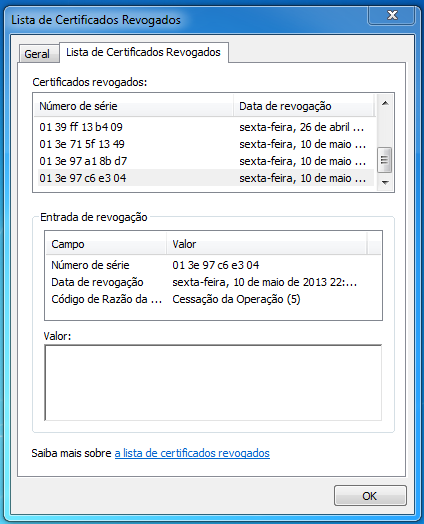 Lista de Certificados Revogados
Geral
Lista de Certificados Revogados
Certificados revogados:
Número de série Data de revogação
01 39 ff 13 b4 09 sexta-feira, 26 de abril ...
01 3e 71 5f 13 49 sexta-feira, 10 de maio ...
01 3e 97 a1 8b d7 sexta-feira, 10 de maio ...
01 3e 97 c6 e3 04 sexta-feira, 10 de maio ...
Entrada de revogação
Campo Valor
Número de série 01 3e 97 c6 e3 04
Data de revogação sexta-feira, 10 de maio de 2013 22:...
Código de Razão da ... Cessação da Operação (5)
Valor:
Saiba mais sobre a lista de certificados revogados
OK